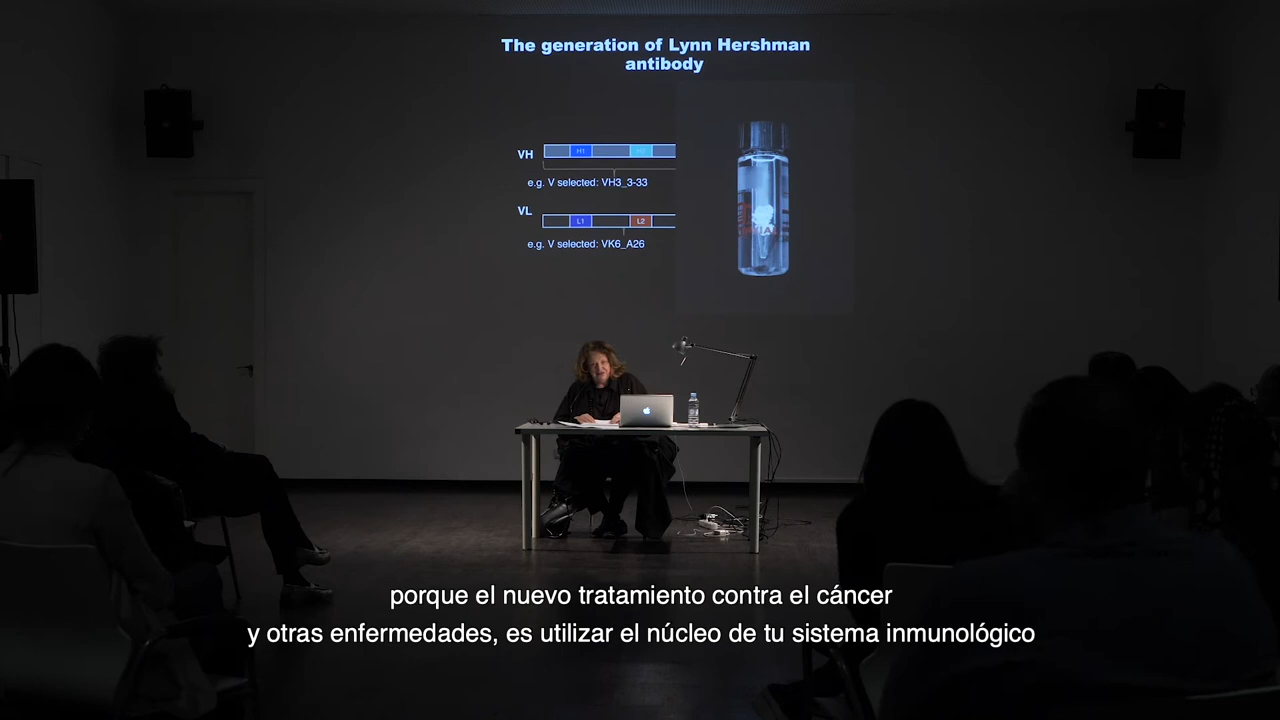 The generation of Lynn Hershman
antibody
VH
H1
H2
e.g. V selected: VH3_3-33
VL
L1
L2
e.g. V selected: VK6_A26
porque el nuevo tratamiento contra el cáncer
y otras enfermedades, es utilizar el núcleo de tu sistema inmunológico